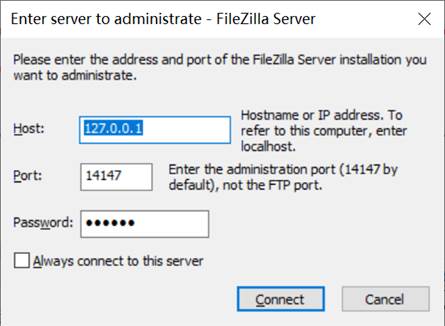 Enter server to administrate - FileZilla Server
Please enter the address and port of the FileZilla Server installation you
want to administrate.
Host:
127.0.0.1
Hostname or IP address. To
refer to this computer, enter
localhost.
Port:
14147
Enter the administration port (14147 by
default), not the FTP port.
Password:
●●●●●●
Always connect to this server
Connect
Cancel